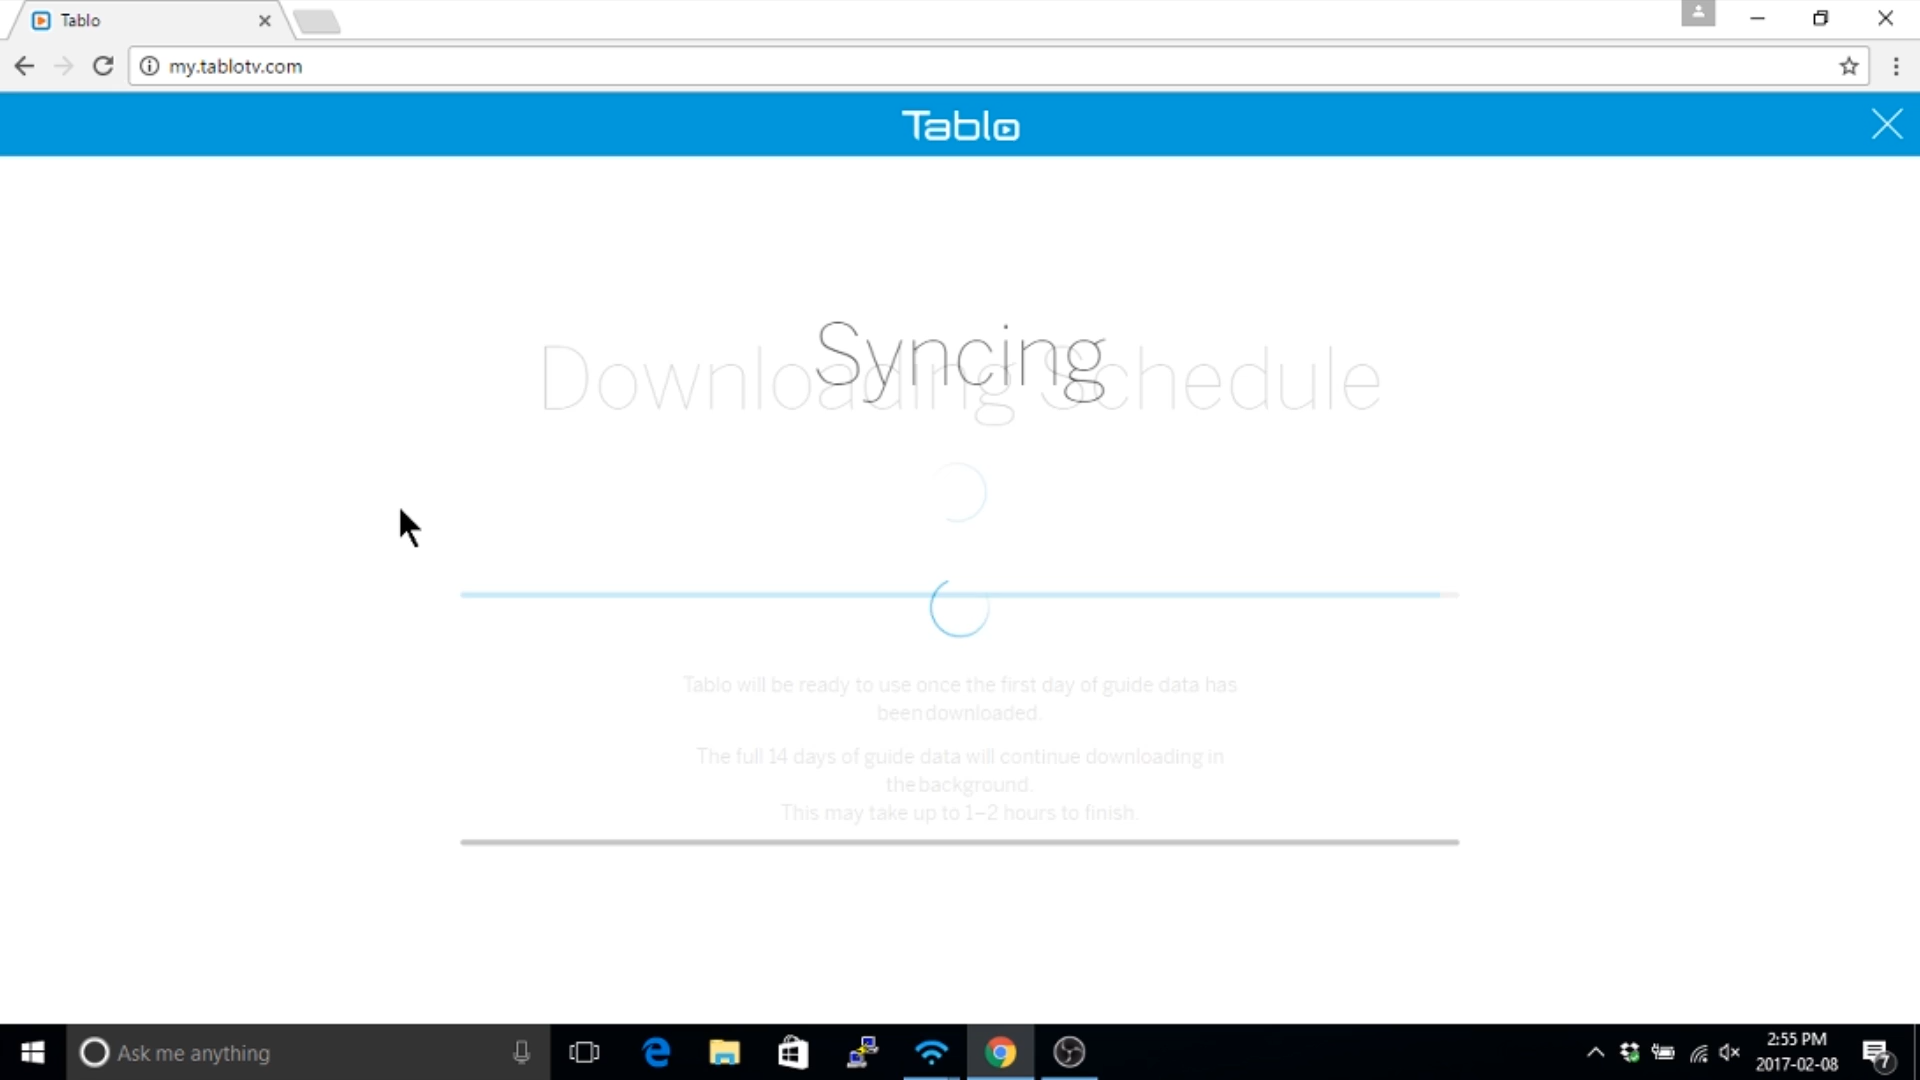 Tablo
my.tablotv.com
Tablo
Syncing
Downloading Schedule
Tablo will be ready to use once the first day of guide data has
been downloaded.
The full 14 days of guide data will continue downloading in
the background.
This may take up to 1–2 hours to finish.
Ask me anything
2:55 PM
2017-02-08
7